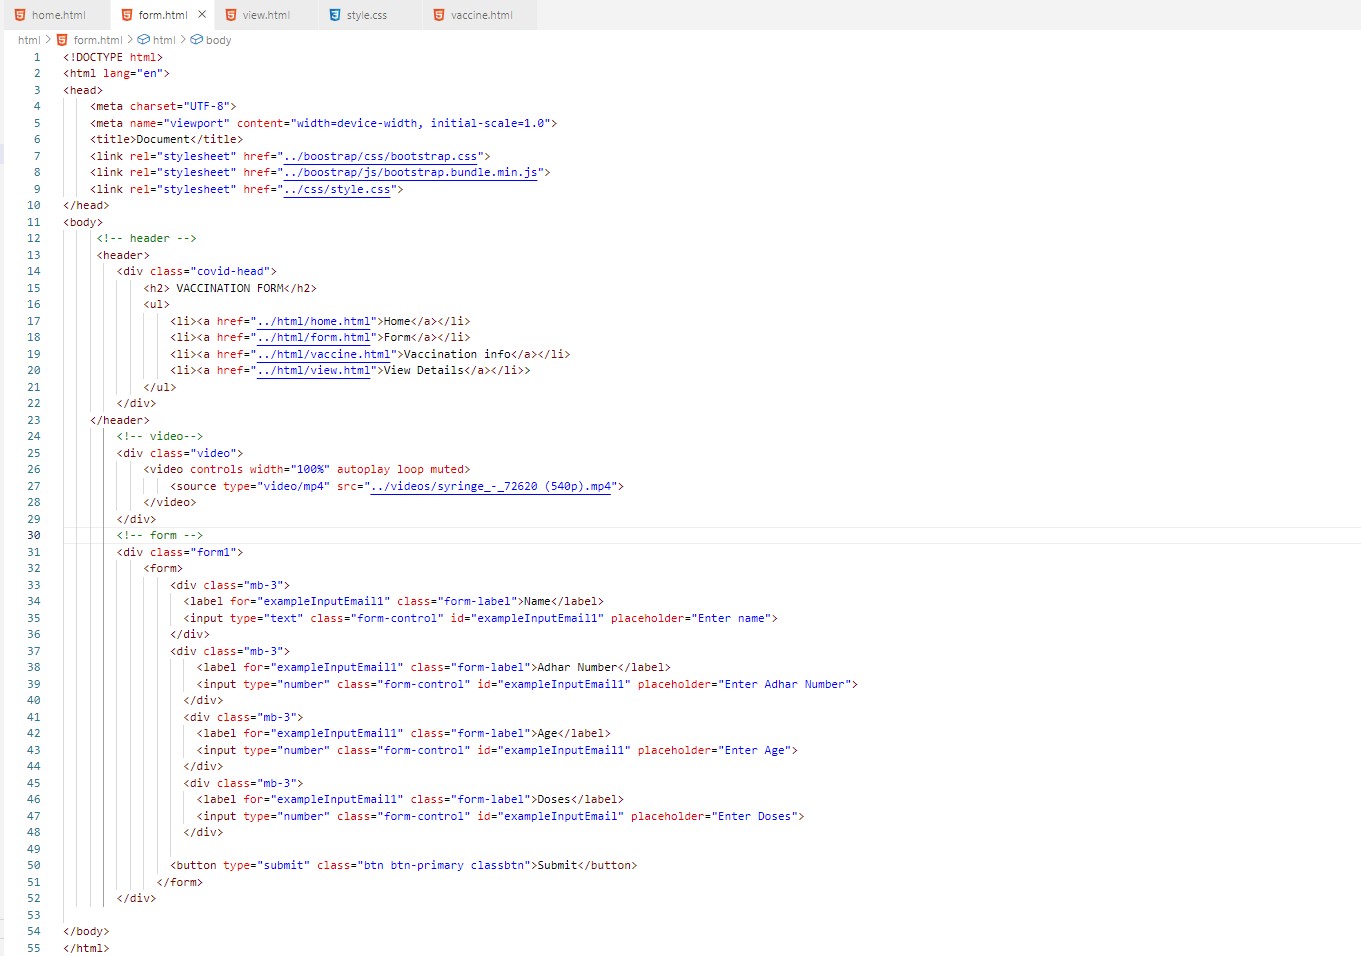 home.html form.html view.html style.css vaccine.html
html form.html html body
1 <!DOCTYPE html>
2 <html lang="en">
3 <head>
4 <meta charset="UTF-8">
5 <meta name="viewport" content="width=device-width, initial-scale=1.0">
6 <title>Document</title>
7 <link rel="stylesheet" href="../boostrap/css/bootstrap.css">
8 <link rel="stylesheet" href="../boostrap/js/bootstrap.bundle.min.js">
9 <link rel="stylesheet" href="../css/style.css">
10 </head>
11 <body>
12 <!-- header -->
13 <header>
14 <div class="covid-head">
15 <h2> VACCINATION FORM</h2>
16 <ul>
17 <li><a href="../html/home.html">Home</a></li>
18 <li><a href="../html/form.html">Form</a></li>
19 <li><a href="../html/vaccine.html">Vaccination info</a></li>
20 <li><a href="../html/view.html">View Details</a></li>>
21 </ul>
22 </div>
23 </header>
24 <!-- video-->
25 <div class="video">
26 <video controls width="100%" autoplay loop muted>
27 <source type="video/mp4" src="../videos/syringe_-_72620 (540p).mp4">
28 </video>
29 </div>
30 <!-- form -->
31 <div class="form1">
32 <form>
33 <div class="mb-3">
34 <label for="exampleInputEmail1" class="form-label">Name</label>
35 <input type="text" class="form-control" id="exampleInputEmail1" placeholder="Enter name">
36 </div>
37 <div class="mb-3">
38 <label for="exampleInputEmail1" class="form-label">Adhar Number</label>
39 <input type="number" class="form-control" id="exampleInputEmail1" placeholder="Enter Adhar Number">
40 </div>
41 <div class="mb-3">
42 <label for="exampleInputEmail1" class="form-label">Age</label>
43 <input type="number" class="form-control" id="exampleInputEmail1" placeholder="Enter Age">
44 </div>
45 <div class="mb-3">
46 <label for="exampleInputEmail1" class="form-label">Doses</label>
47 <input type="number" class="form-control" id="exampleInputEmail" placeholder="Enter Doses">
48 </div>
49
50 <button type="submit" class="btn btn-primary classbtn">Submit</button>
51 </form>
52 </div>
53
54 </body>
55 </html>